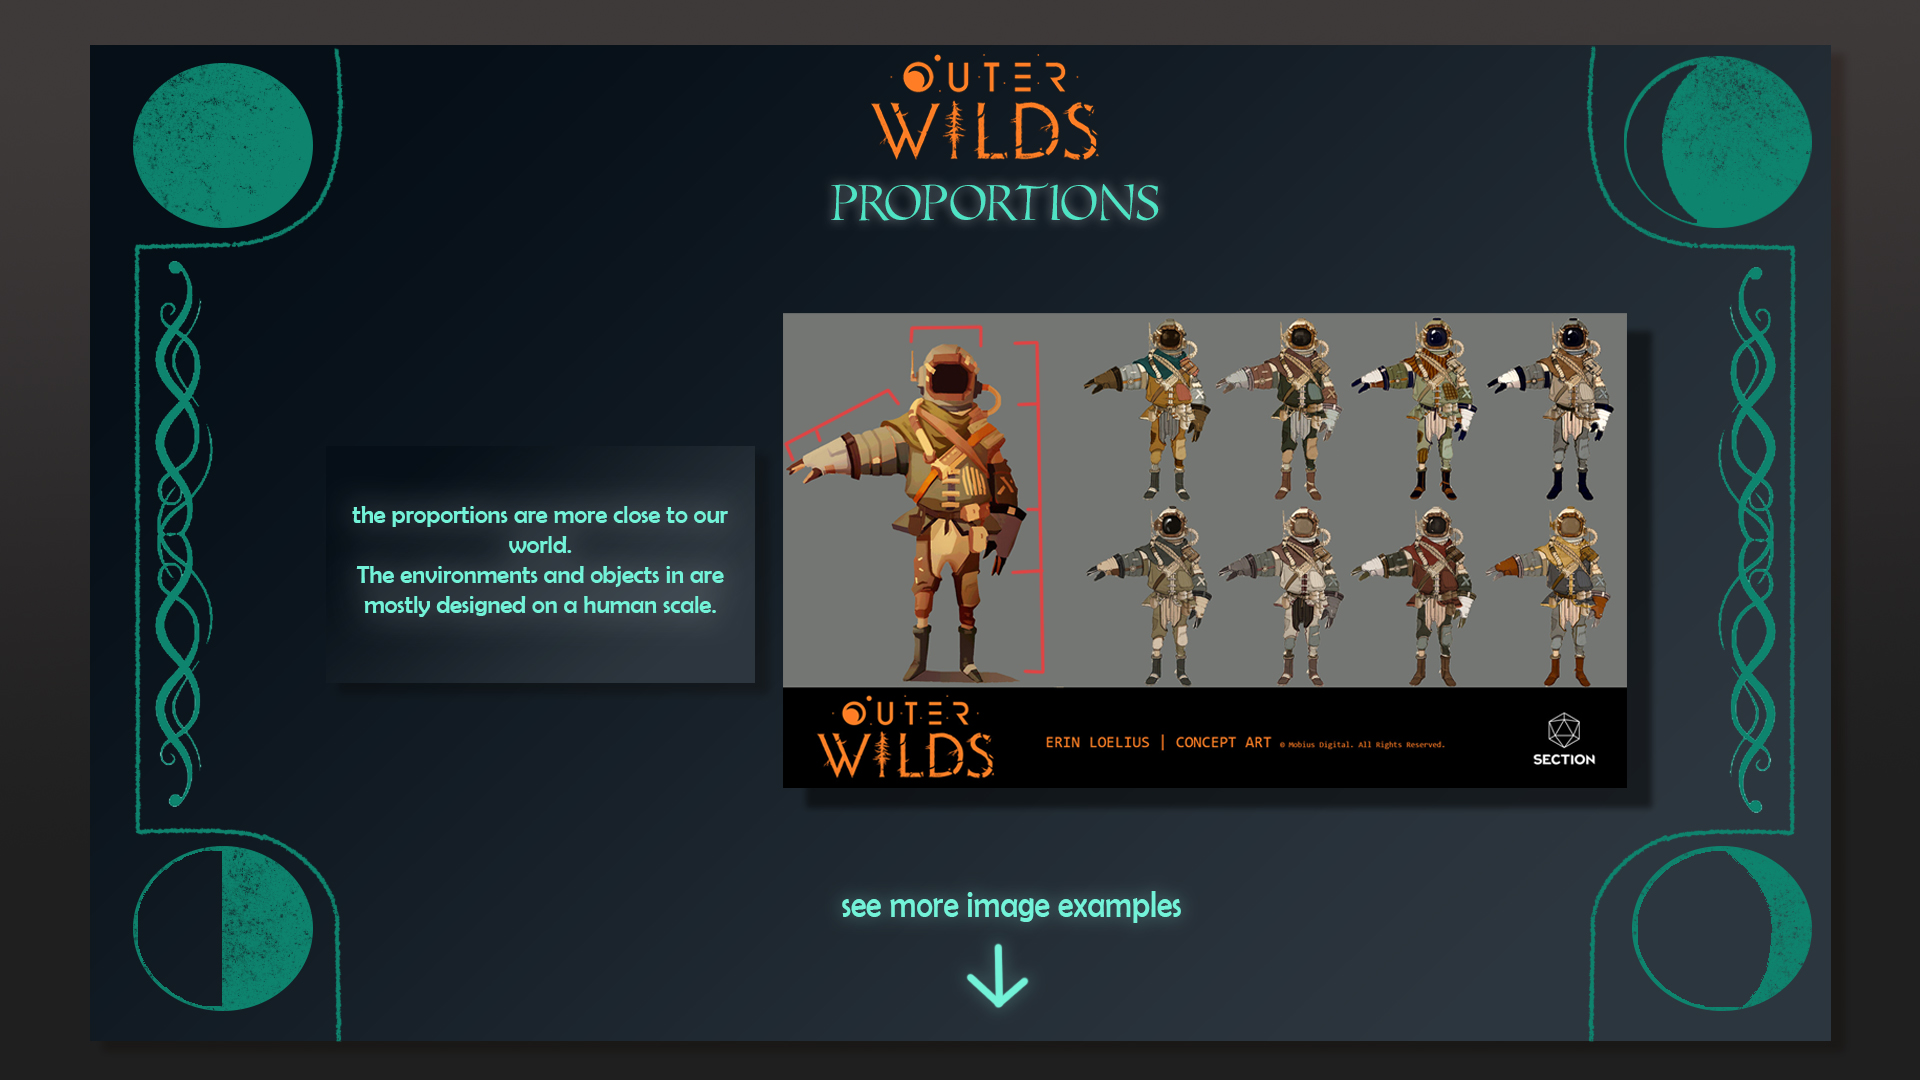 OUTER
WILDS
PROPORTIONS
the proportions are more close to our
world.
The environments and objects in are
mostly designed on a human scale.
OUTER
WILDS
ERIN LOELIUS | CONCEPT ART © Mobius Digital. All Rights Reserved.
SECTION
see more image examples